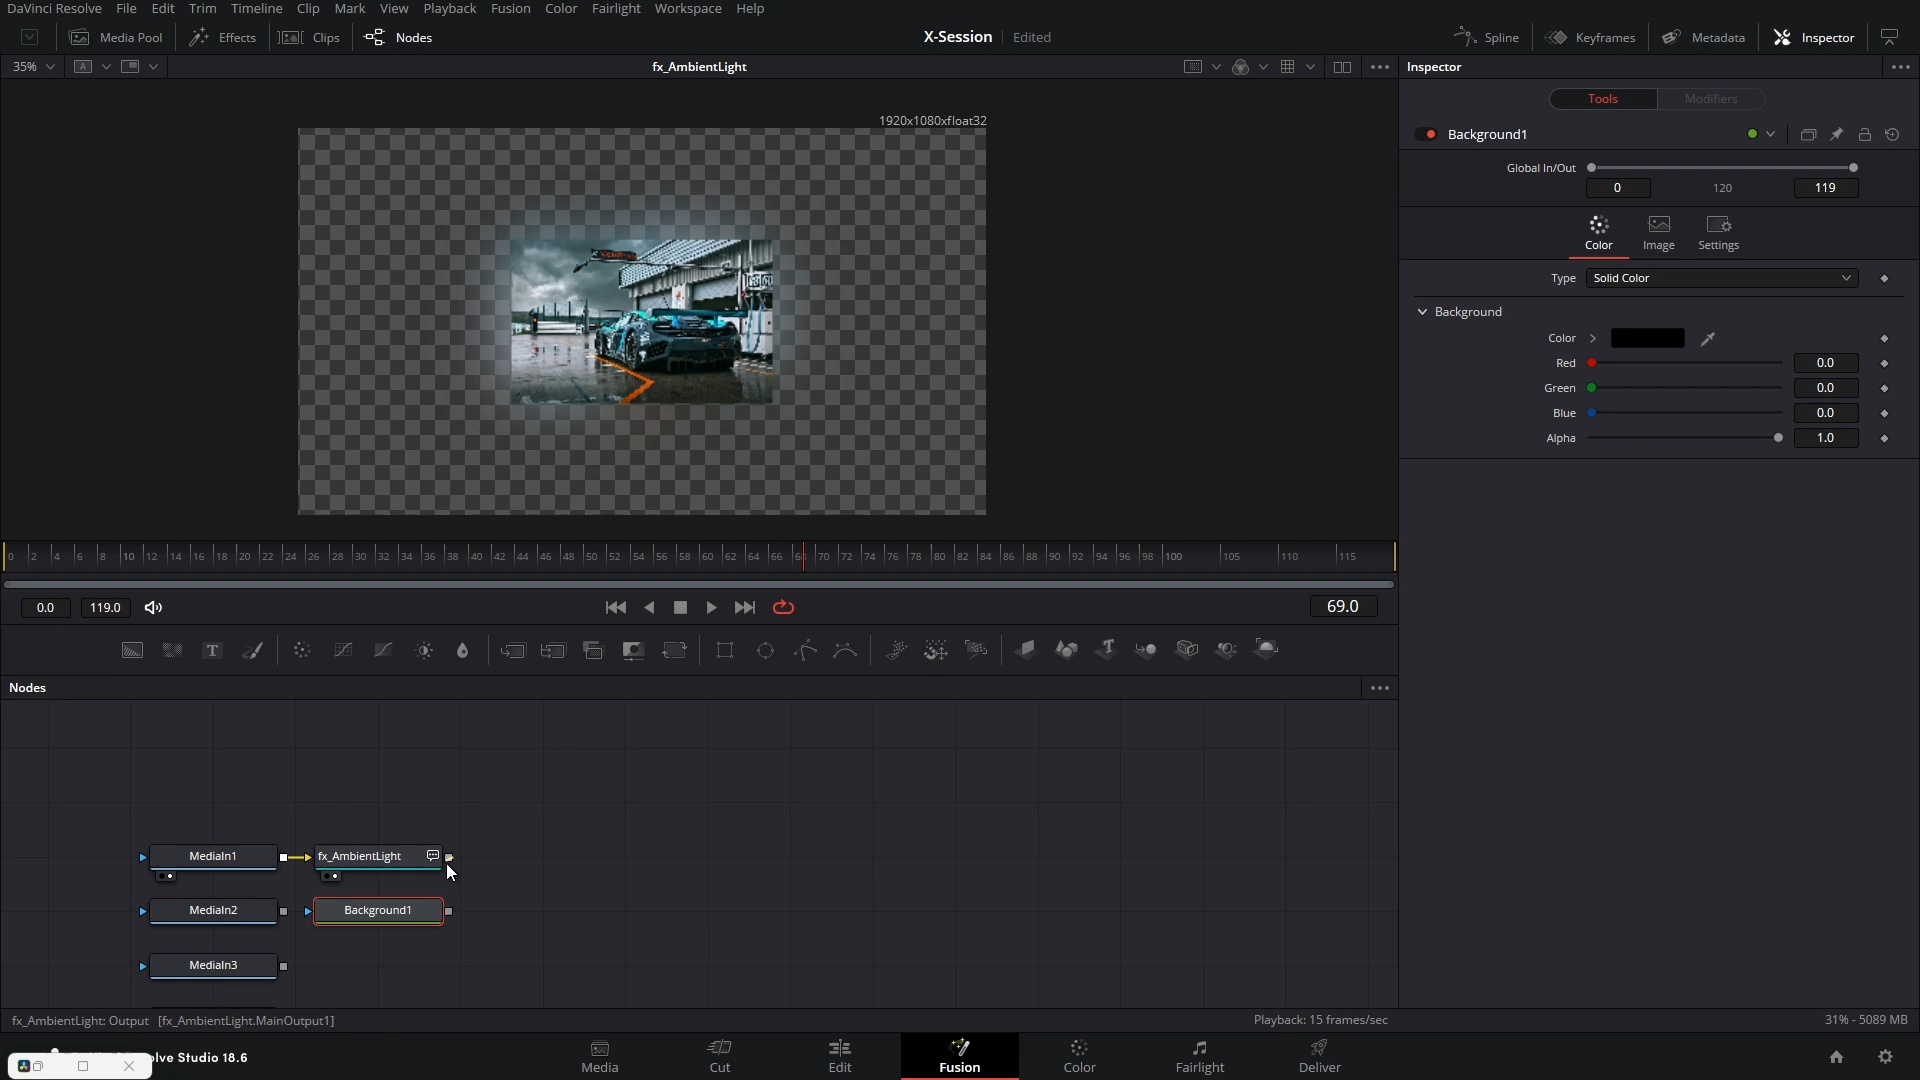 DaVinci Resolve File Edit Trim Timeline Clip Mark View Playback Fusion Color Fairlight Workspace Help
Media Pool Effects Clips Nodes X-Session Edited Spline Keyframes Metadata Inspector
35% A fx_AmbientLight Inspector
Tools Modifiers
1920x1080xfloat32
Background1
Global In/Out
0 120 119
Color Image Settings
Type Solid Color
Background
Color
Red 0.0
Green 0.0
Blue 0.0
Alpha 1.0
0 2 4 6 8 10 12 14 16 18 20 22 24 26 28 30 32 34 36 38 40 42 44 46 48 50 52 54 56 58 60 62 64 66 70 72 74 76 78 80 82 84 86 88 90 92 94 96 98 100 105 110 115
0.0 119.0 69.0
T T
Nodes
MediaIn1 fx_AmbientLight
MediaIn2 Background1
MediaIn3
fx_AmbientLight: Output [fx_AmbientLight.MainOutput1] Playback: 15 frames/sec 31% - 5089 MB
olve Studio 18.6
Media Cut Edit Fusion Color Fairlight Deliver